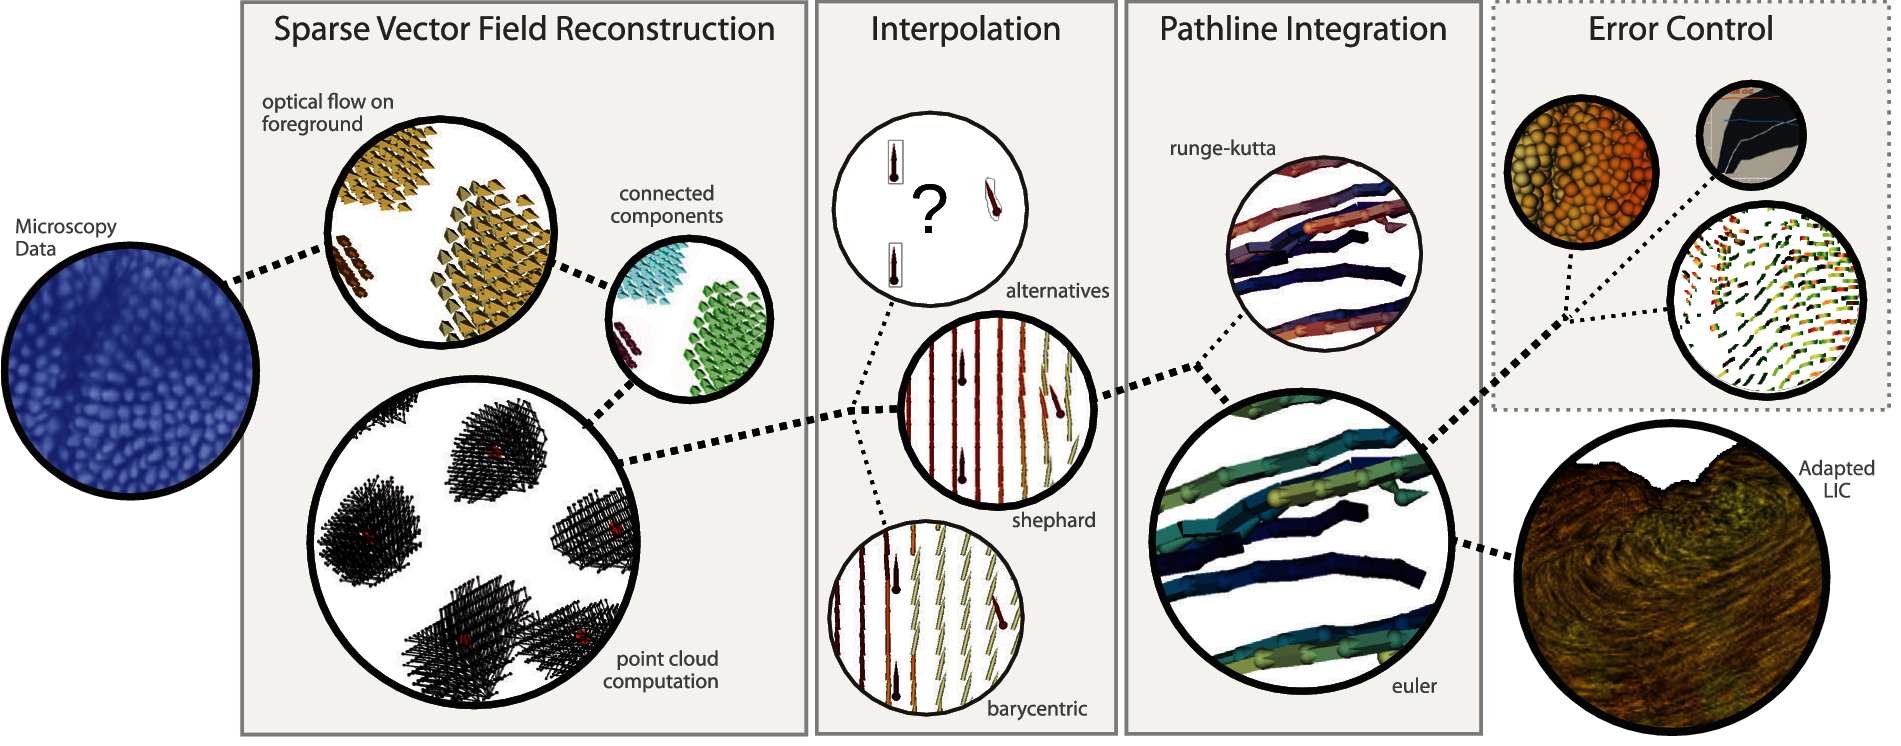 Sparse Vector Field Reconstruction
Interpolation
Pathline Integration
Error Control
Microscopy
Data
optical flow on
foreground
connected
components
point cloud
computation
?
alternatives
shephard
barycentric
runge-kutta
euler
Adapted
LIC